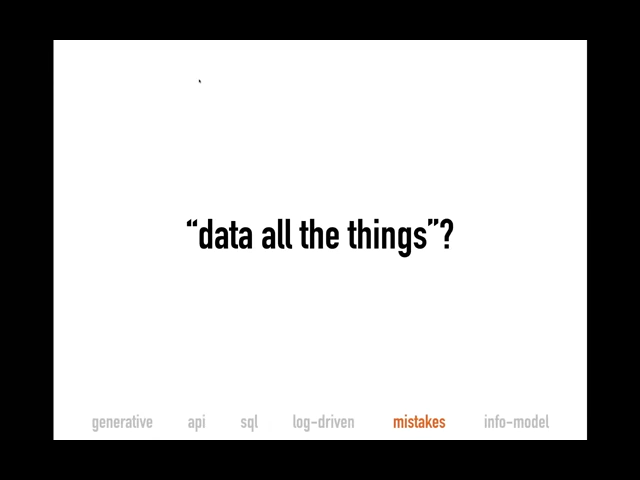 “data all the things”?
generative api sql log-driven mistakes info-model